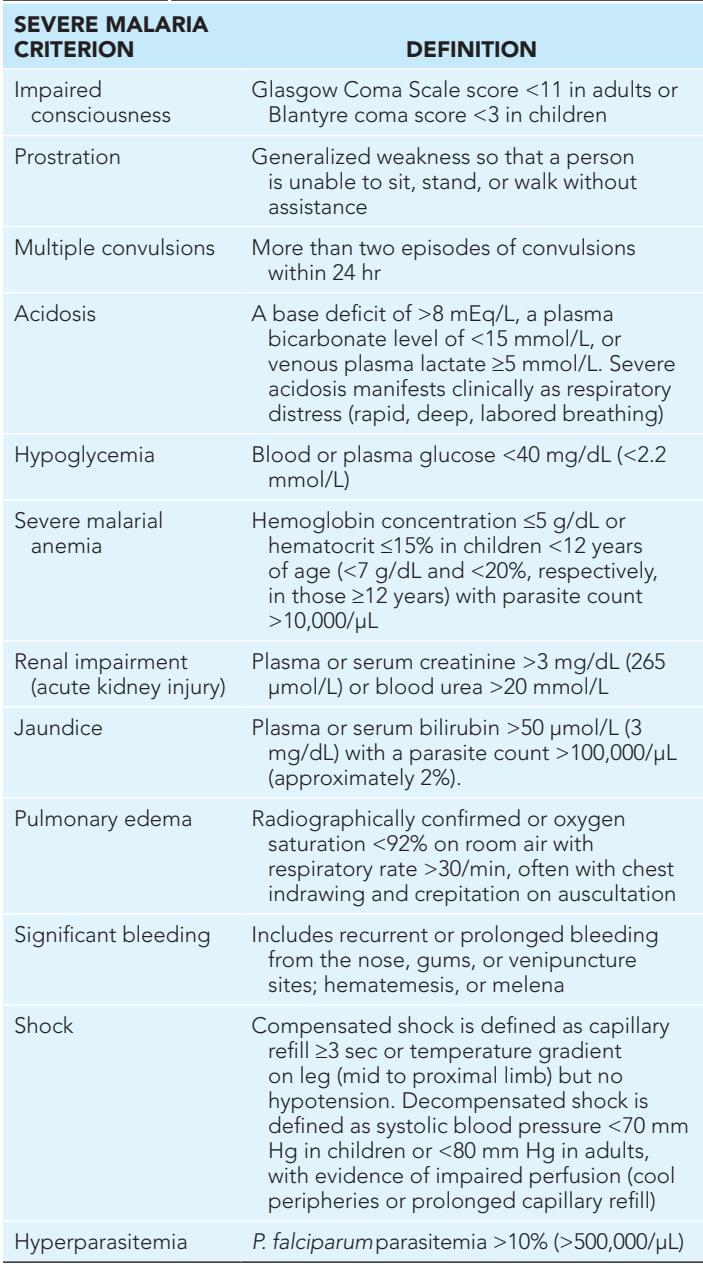 SEVERE MALARIA
CRITERION DEFINITION
Impaired consciousness
Glasgow Coma Scale score <11 in adults or
Blantyre coma score <3 in children
Prostration
Generalized weakness so that a person
is unable to sit, stand, or walk without
assistance
Multiple convulsions
More than two episodes of convulsions
within 24 hr
Acidosis
A base deficit of >8 mEq/L, a plasma
bicarbonate level of <15 mmol/L, or
venous plasma lactate ≥5 mmol/L. Severe
acidosis manifests clinically as respiratory
distress (rapid, deep, labored breathing)
Hypoglycemia
Blood or plasma glucose <40 mg/dL (<2.2
mmol/L)
Severe malarial
anemia
Hemoglobin concentration ≤5 g/dL or
hematocrit ≤15% in children <12 years
of age (<7 g/dL and <20%, respectively,
in those ≥12 years) with parasite count
>10,000/µL
Renal impairment
(acute kidney injury)
Plasma or serum creatinine >3 mg/dL (265
µmol/L) or blood urea >20 mmol/L
Jaundice
Plasma or serum bilirubin >50 µmol/L (3
mg/dL) with a parasite count >100,000/µL
(approximately 2%).
Pulmonary edema
Radiographically confirmed or oxygen
saturation <92% on room air with
respiratory rate >30/min, often with chest
indrawing and crepitation on auscultation
Significant bleeding
Includes recurrent or prolonged bleeding
from the nose, gums, or venipuncture
sites; hematemesis, or melena
Shock
Compensated shock is defined as capillary
refill ≥3 sec or temperature gradient
on leg (mid to proximal limb) but no
hypotension. Decompensated shock is
defined as systolic blood pressure <70 mm
Hg in children or <80 mm Hg in adults,
with evidence of impaired perfusion (cool
peripheries or prolonged capillary refill)
Hyperparasitemia
P. falciparum parasitemia >10% (>500,000/µL)